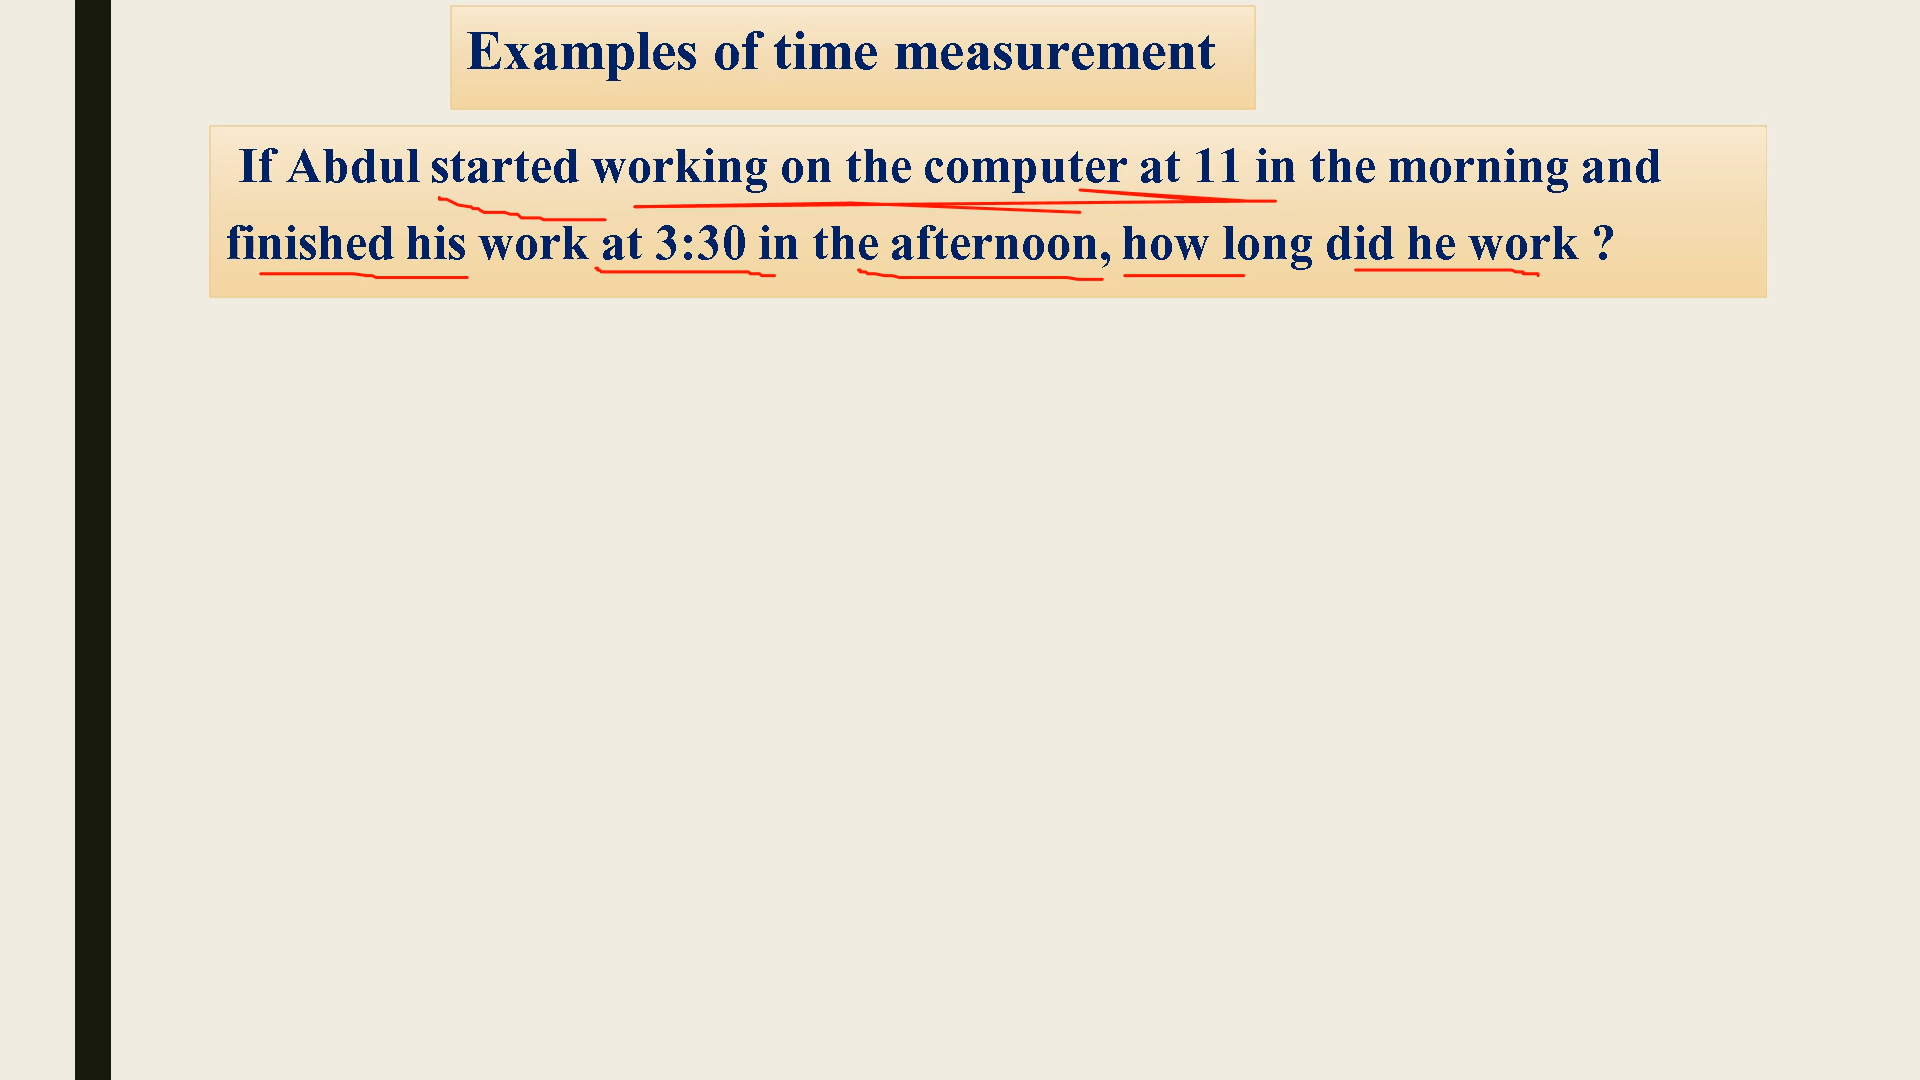 Examples of time measurement
If Abdul started working on the computer at 11 in the morning and
finished his work at 3:30 in the afternoon, how long did he work ?